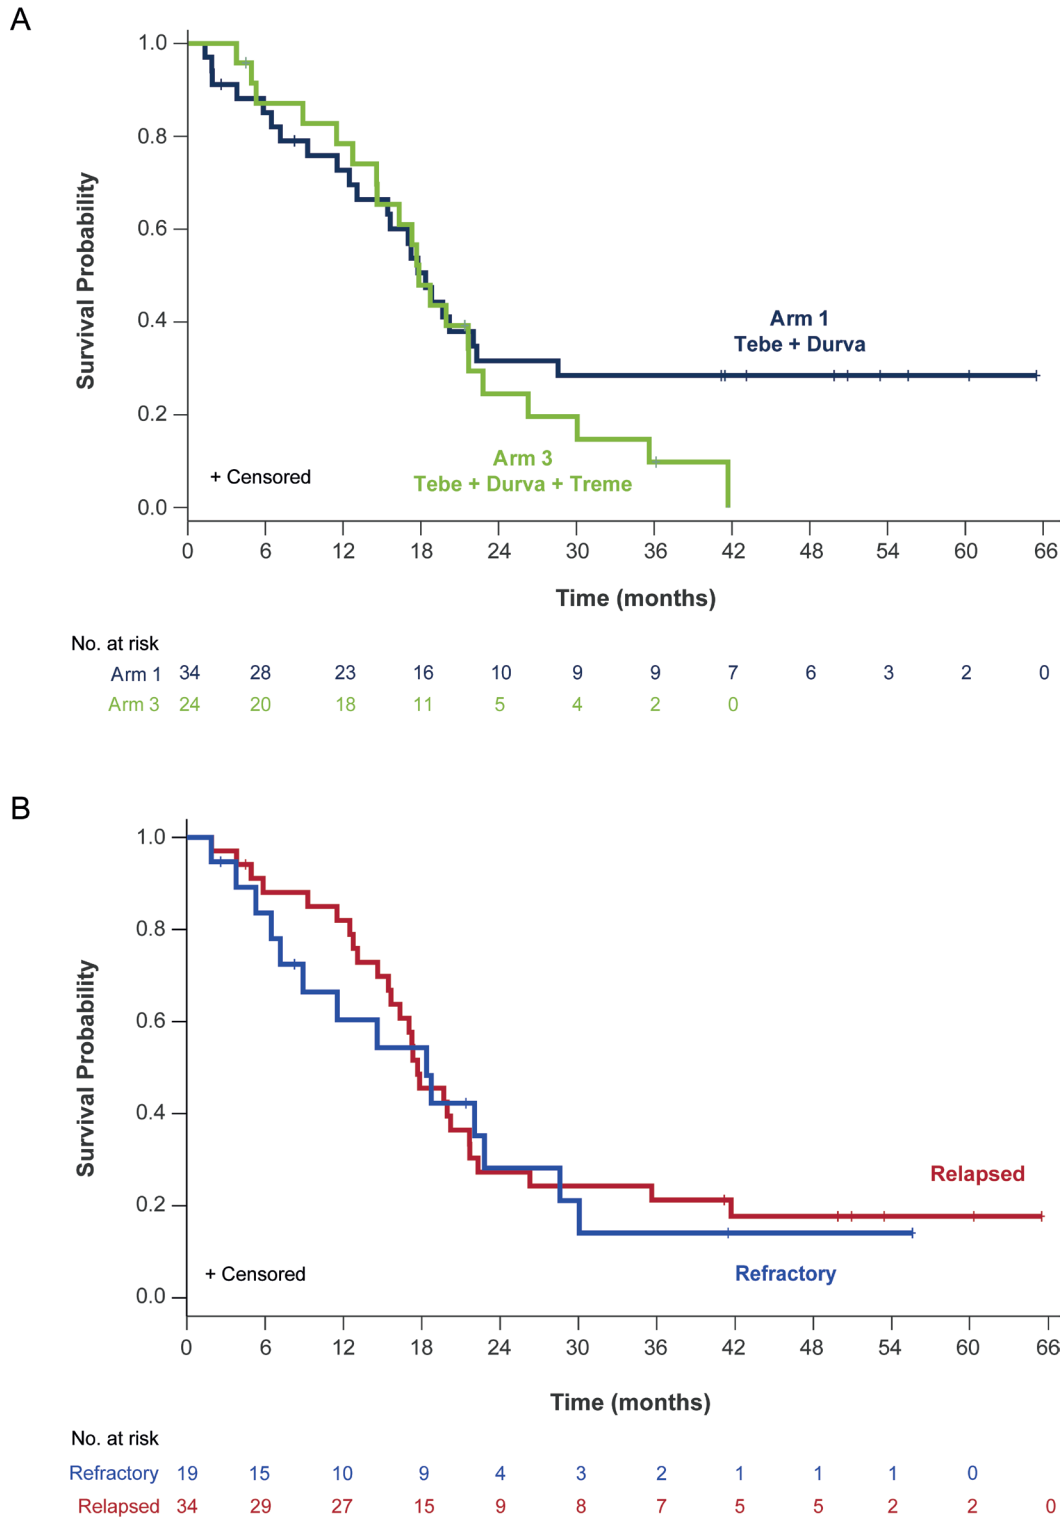 A
1.0
0.8
0.6
0.4
0.2
0.0
Survival Probability
Arm 1
Tebe + Durva
Arm 3
Tebe + Durva + Treme
+ Censored
0 6 12 18 24 30 36 42 48 54 60 66
Time (months)
No. at risk
Arm 1 34 28 23 16 10 9 9 7 6 3 2 0
Arm 3 24 20 18 11 5 4 2 0
B
1.0
0.8
0.6
0.4
0.2
0.0
Survival Probability
Relapsed
Refractory
+ Censored
0 6 12 18 24 30 36 42 48 54 60 66
Time (months)
No. at risk
Refractory 19 15 10 9 4 3 2 1 1 1 0
Relapsed 34 29 27 15 9 8 7 5 5 2 2 0